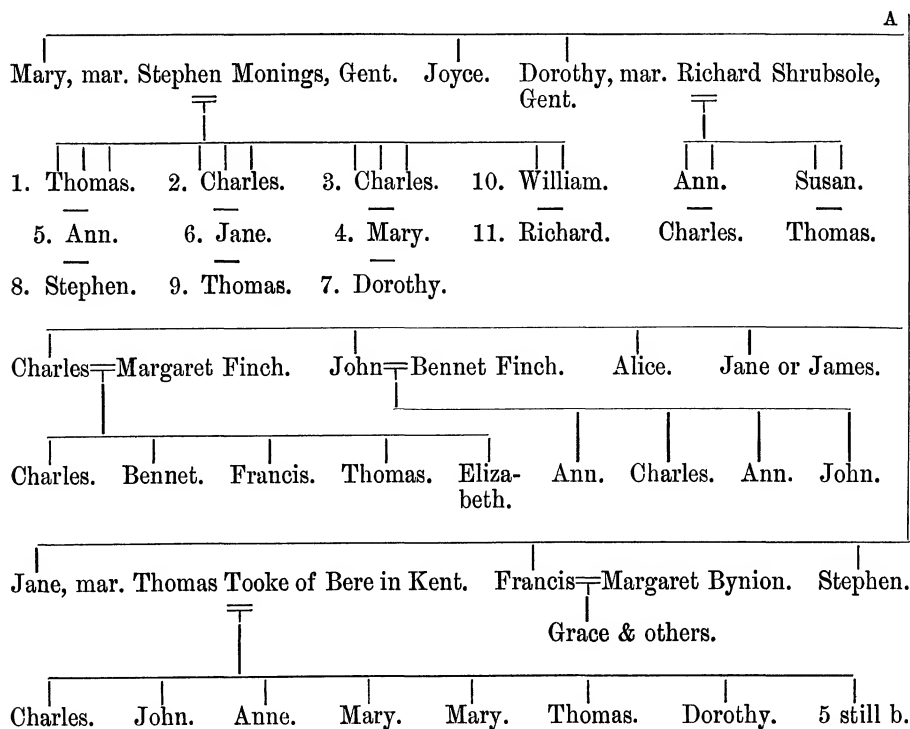 A
Mary, mar. Stephen Monings, Gent. Joyce. Dorothy, mar. Richard Shrubsole,
Gent.
1. Thomas. 2. Charles. 3. Charles. 10. William. Ann. Susan.
5. Ann. 6. Jane. 4. Mary. 11. Richard. Charles. Thomas.
8. Stephen. 9. Thomas. 7. Dorothy.
Charles Margaret Finch. John Bennet Finch. Alice. Jane or James.
Charles. Bennet. Francis. Thomas. Eliza- Ann. Charles. Ann. John.
beth.
Jane, mar. Thomas Tooke of Bere in Kent. Francis Margaret Bynion. Stephen.
Grace & others.
Charles. John. Anne. Mary. Mary. Thomas. Dorothy. 5 still b.